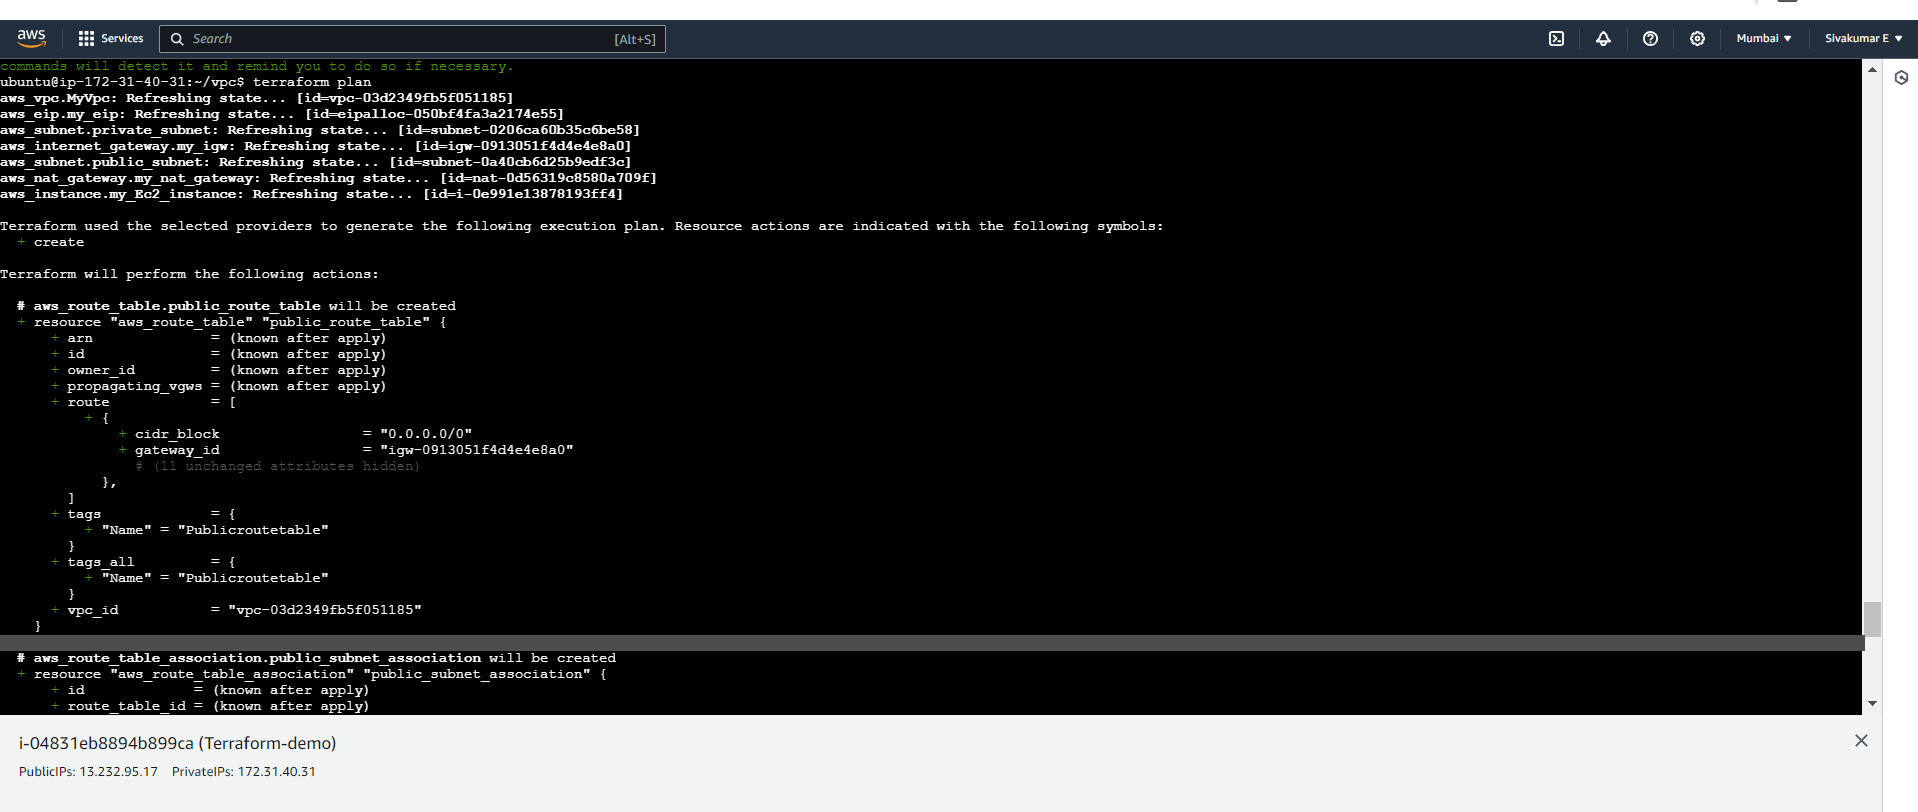 aws Services Search [Alt+S] Mumbai ▼ Sivakumar E ▼
commands will detect it and remind you to do so if necessary.
ubuntu@ip-172-31-40-31:~/vpc$ terraform plan
aws_vpc.MyVpc: Refreshing state... [id=vpc-03d2349fb5f051185]
aws_eip.my_eip: Refreshing state... [id=eipalloc-050bf4fa3a2174e55]
aws_subnet.private_subnet: Refreshing state... [id=subnet-0206ca60b35c6be58]
aws_internet_gateway.my_igw: Refreshing state... [id=igw-0913051f4d4e4e8a0]
aws_subnet.public_subnet: Refreshing state... [id=subnet-0a40cb6d25b9edf3c]
aws_nat_gateway.my_nat_gateway: Refreshing state... [id=nat-0d56319c8580a709f]
aws_instance.my_Ec2_instance: Refreshing state... [id=i-0e991e13878193ff4]
Terraform used the selected providers to generate the following execution plan. Resource actions are indicated with the following symbols:
  + create
Terraform will perform the following actions:
  # aws_route_table.public_route_table will be created
  + resource "aws_route_table" "public_route_table" {
      + arn              = (known after apply)
      + id               = (known after apply)
      + owner_id         = (known after apply)
      + propagating_vgws = (known after apply)
      + route            = [
          + {
              + cidr_block                 = "0.0.0.0/0"
              + gateway_id                 = "igw-0913051f4d4e4e8a0"
                # (11 unchanged attributes hidden)
            },
        ]
      + tags             = {
          + "Name" = "Publicroutetable"
        }
      + tags_all         = {
          + "Name" = "Publicroutetable"
        }
      + vpc_id           = "vpc-03d2349fb5f051185"
    }
  # aws_route_table_association.public_subnet_association will be created
  + resource "aws_route_table_association" "public_subnet_association" {
      + id             = (known after apply)
      + route_table_id = (known after apply)
i-04831eb8894b899ca (Terraform-demo)
PublicIPs: 13.232.95.17 PrivateIPs: 172.31.40.31